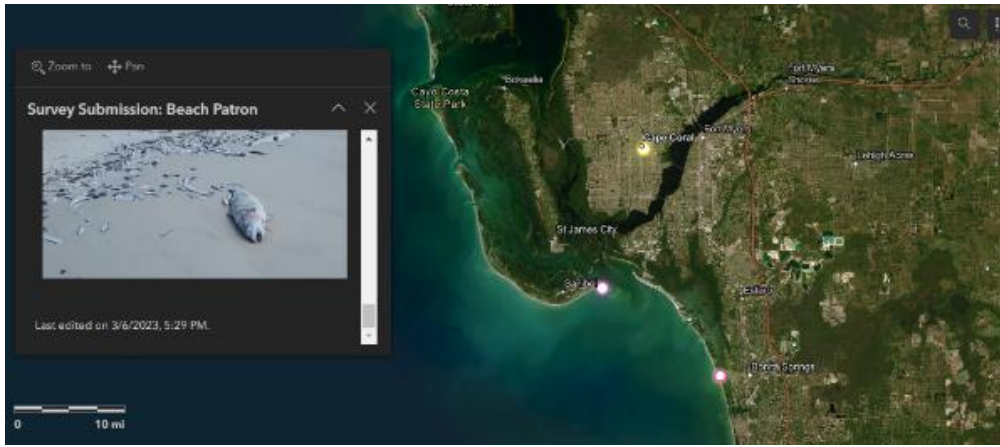 Zoom to Pan
Survey Submission: Beach Patron
Last edited on 3/6/2023, 5:29 PM.
0 10 mi
Bokeelia
Cayo Costa
State Park
Fort Myers
Shores
Cape Coral
Fort Myers
Lehigh Acres
St James City
Sanibel
Estero
Bonita Springs